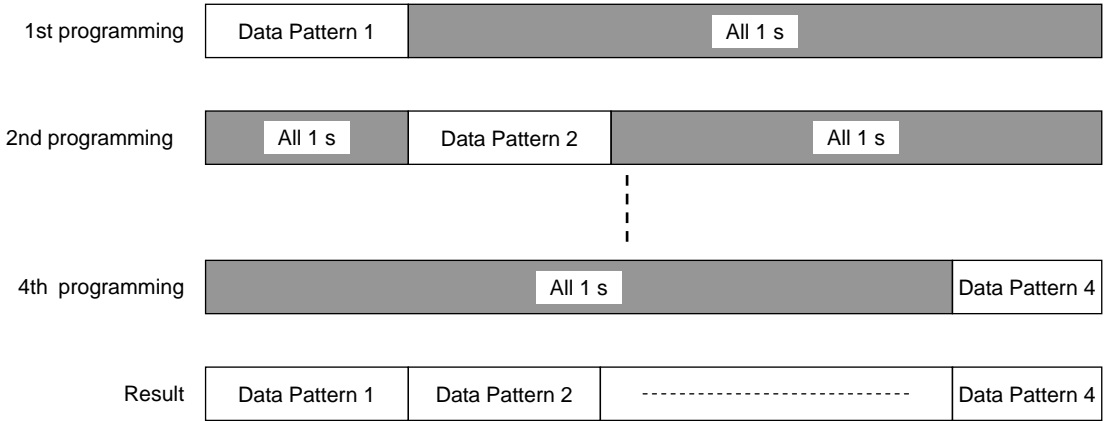 1st programming Data Pattern 1 All 1 s
2nd programming All 1 s Data Pattern 2 All 1 s
4th programming All 1 s Data Pattern 4
Result Data Pattern 1 Data Pattern 2 Data Pattern 4